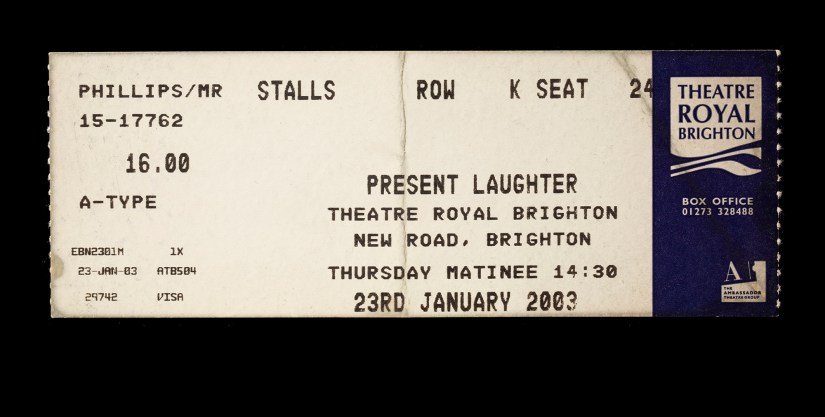 PHILLIPS/MR STALLS ROW K SEAT 24
15-17762
16.00
A-TYPE
EBN2301M 1X
23-JAN-03 ATB504
29742 VISA
PRESENT LAUGHTER
THEATRE ROYAL BRIGHTON
NEW ROAD, BRIGHTON
THURSDAY MATINEE 14:30
23RD JANUARY 2003
THEATRE
ROYAL
BRIGHTON
BOX OFFICE
01273 328488
THE
AMBASSADOR
THEATRE GROUP